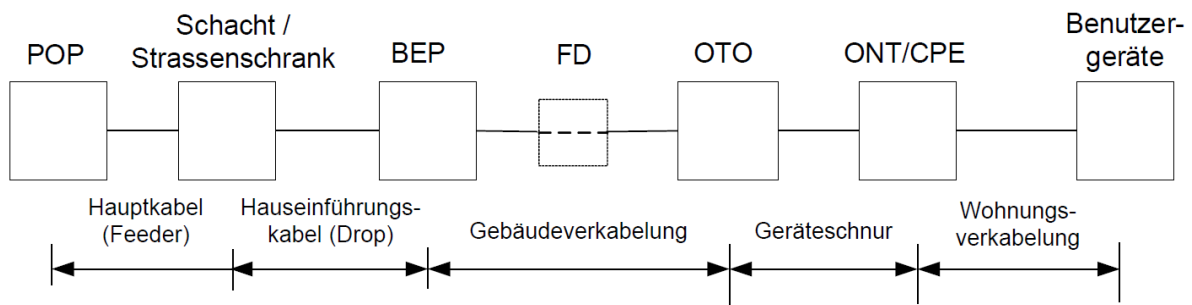 POP
Schacht /
Strassenschrank
BEP
FD
OTO
ONT/CPE
Benutzer-
geräte
Hauptkabel
(Feeder)
Hauseinführungs-
kabel (Drop)
Gebäudeverkabelung
Geräteschnur
Wohnungs-
verkabelung